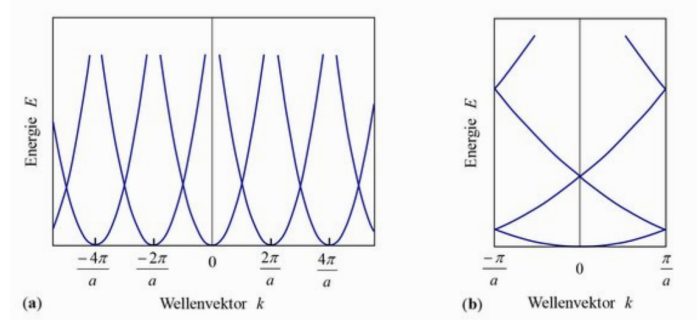 Energie E
−4π/a −2π/a 0 2π/a 4π/a
(a) Wellenvektor k
Energie E
−π/a 0 π/a
(b) Wellenvektor k